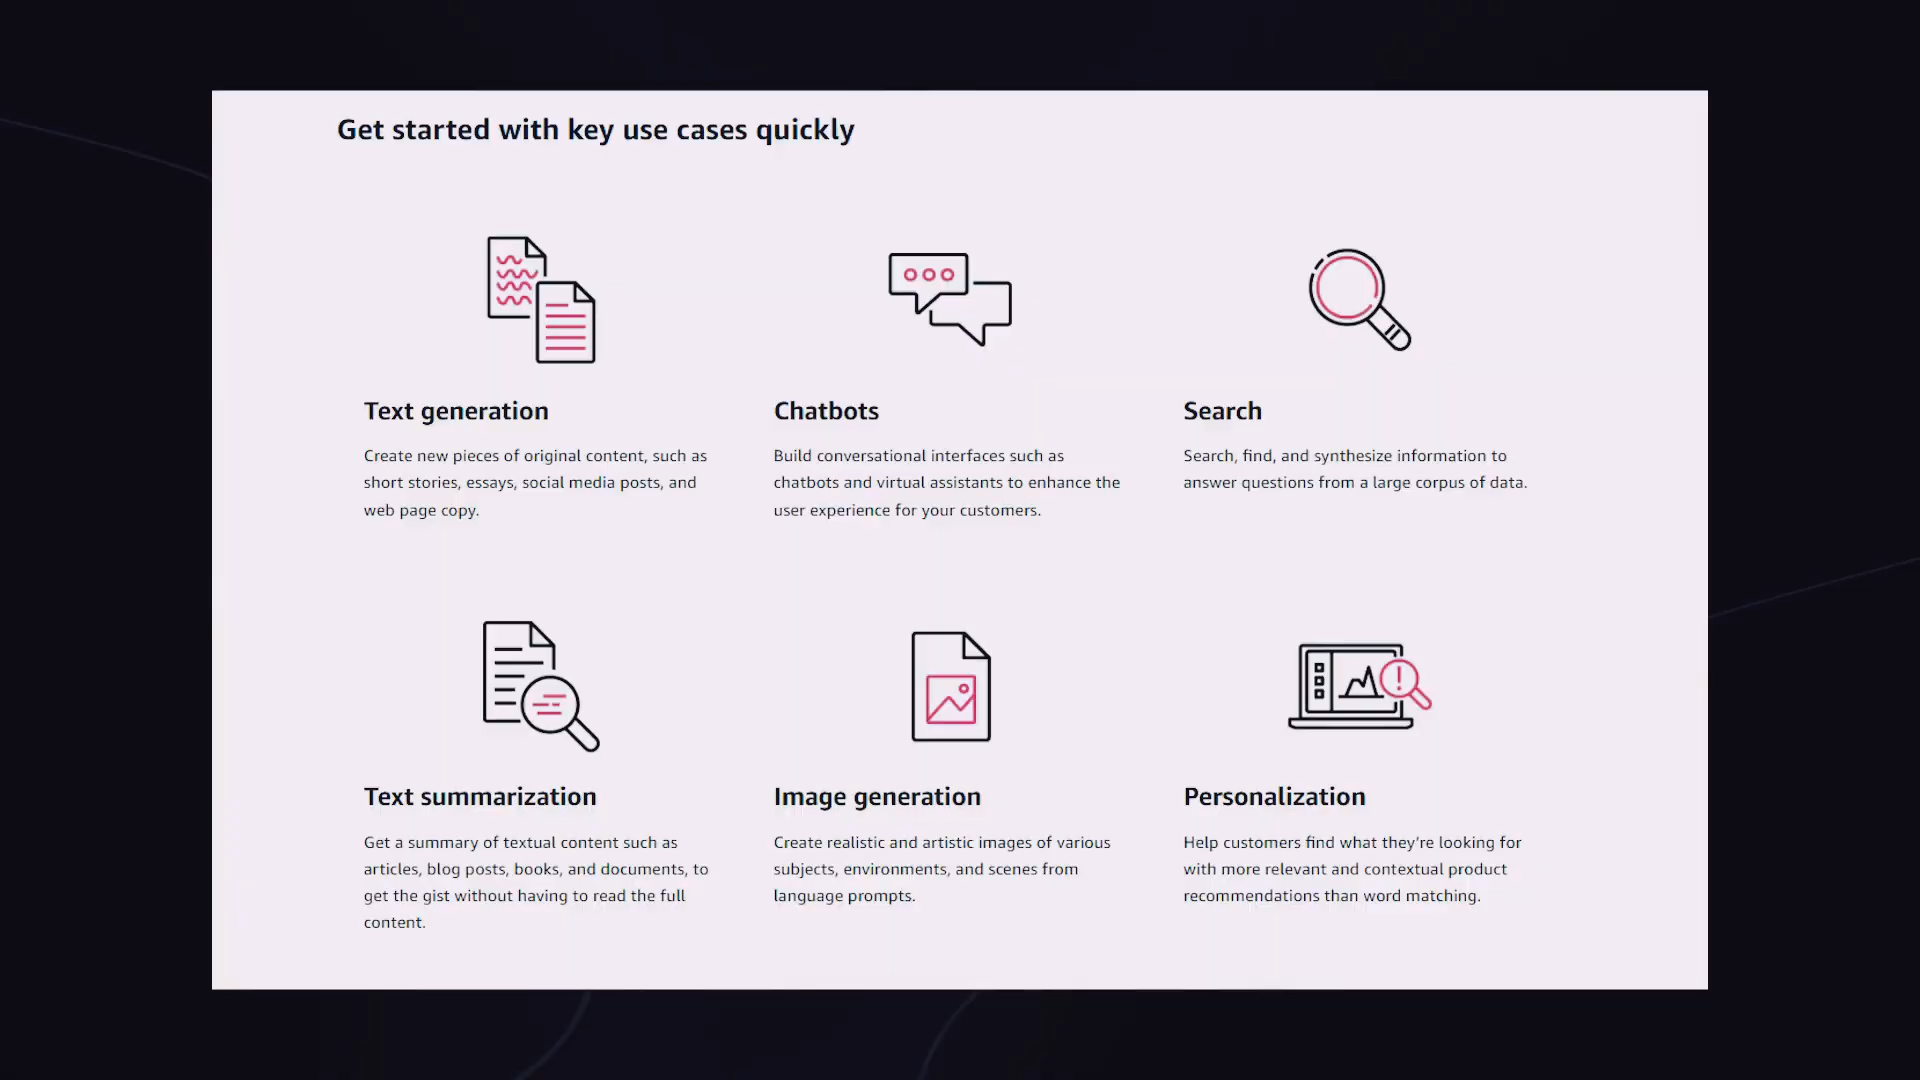 Get started with key use cases quickly
Text generation
Create new pieces of original content, such as
short stories, essays, social media posts, and
web page copy.
Chatbots
Build conversational interfaces such as
chatbots and virtual assistants to enhance the
user experience for your customers.
Search
Search, find, and synthesize information to
answer questions from a large corpus of data.
Text summarization
Get a summary of textual content such as
articles, blog posts, books, and documents, to
get the gist without having to read the full
content.
Image generation
Create realistic and artistic images of various
subjects, environments, and scenes from
language prompts.
Personalization
Help customers find what they’re looking for
with more relevant and contextual product
recommendations than word matching.